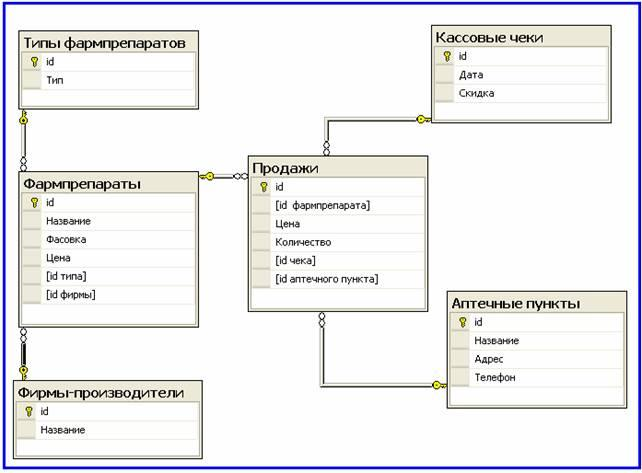 Типы фармпрепаратов
id
Тип
Кассовые чеки
id
Дата
Скидка
Фармпрепараты
id
Название
Фасовка
Цена
[id типа]
[id фирмы]
Продажи
id
[id фармпрепарата]
Цена
Количество
[id чека]
[id аптечного пункта]
Аптечные пункты
id
Название
Адрес
Телефон
Фирмы-производители
id
Название